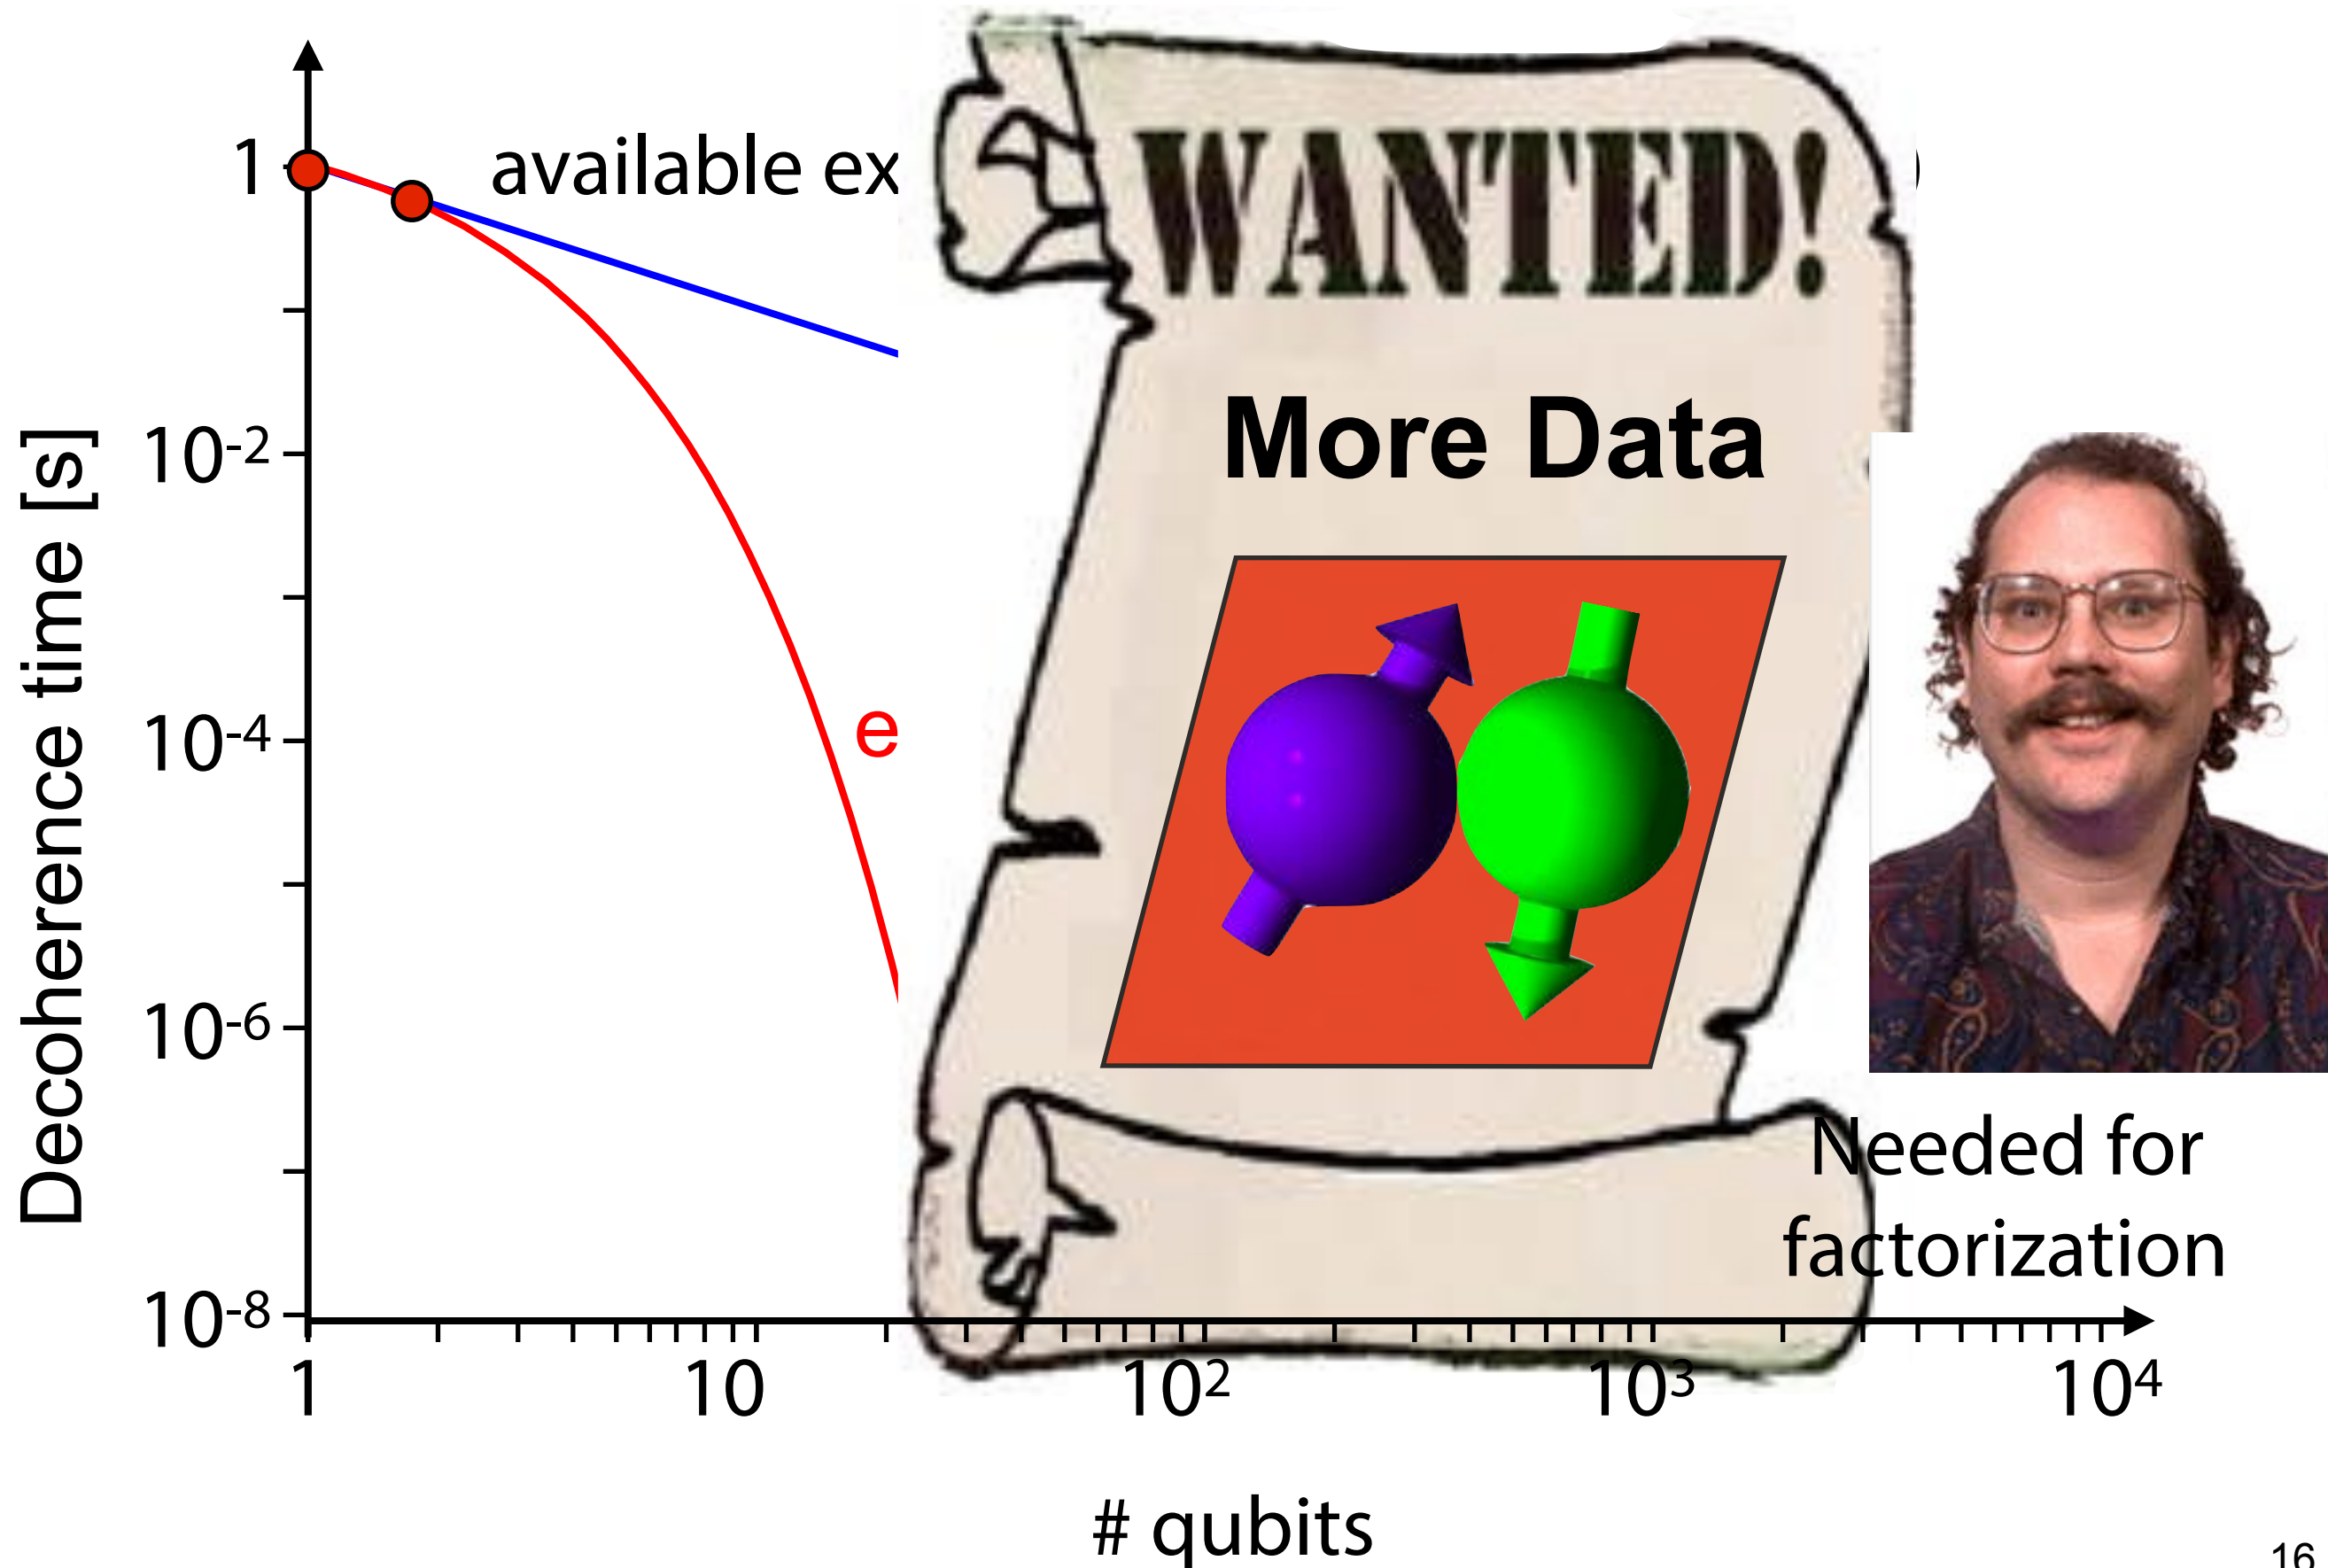 1
available ex
)
WANTED!
More Data
Decoherence time [s]
10-2
10-4
e
10-6
10-8
Needed for
factorization
1
10
10²
10³
10⁴
# qubits
16